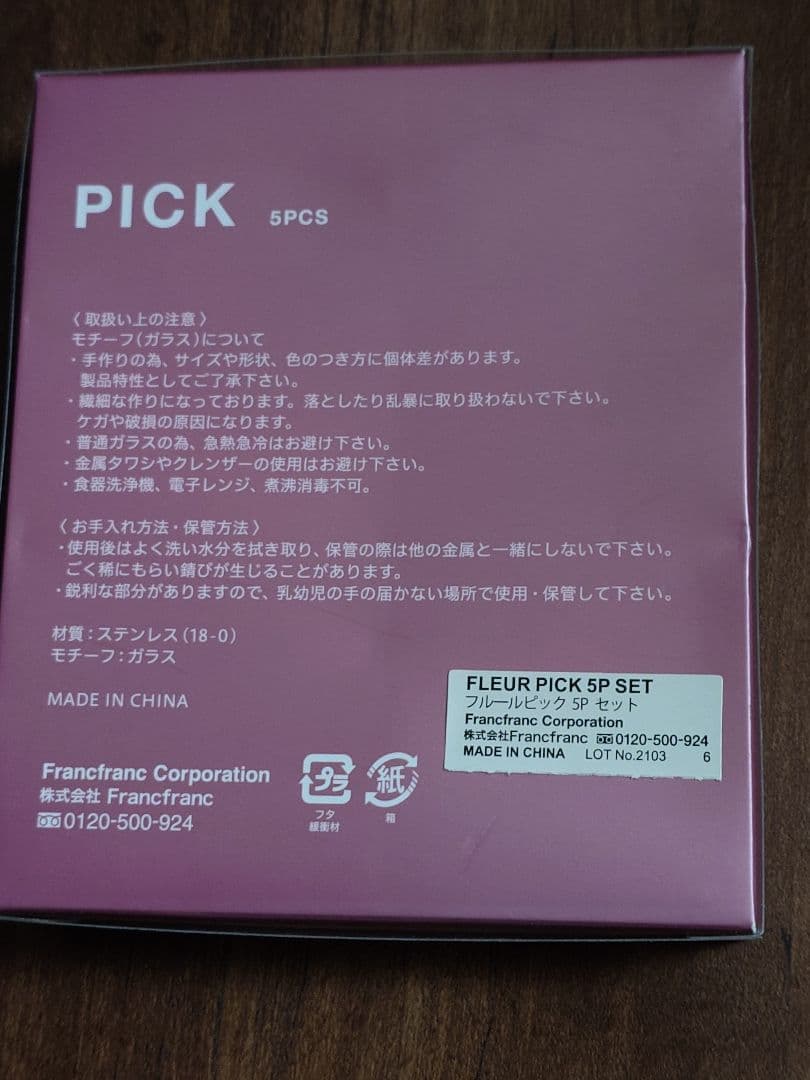 PICK 5PCS
〈取扱い上の注意〉
モチーフ(ガラス)について
・手作りの為、サイズや形状、色のつき方に個体差があります。
製品特性としてご了承下さい。
・繊細な作りになっております。落としたり乱暴に取り扱わないで下さい。
ケガや破損の原因になります。
・普通ガラスの為、急熱急冷はお避け下さい。
・金属タワシやクレンザーの使用はお避け下さい。
・食器洗浄機、電子レンジ、煮沸消毒不可。
〈お手入れ方法・保管方法〉
・使用後はよく洗い水分を拭き取り、保管の際は他の金属と一緒にしないで下さい。
ごく稀にもらい錆びが生じることがあります。
・鋭利な部分がありますので、乳幼児の手の届かない場所で使用・保管して下さい。
材質:ステンレス(18-0)
モチーフ:ガラス
MADE IN CHINA
Francfranc Corporation
株式会社 Francfranc
0120-500-924
プラ
フタ
緩衝材
紙
箱
FLEUR PICK 5P SET
フルールピック 5P セット
Francfranc Corporation
株式会社Francfranc 0120-500-924
MADE IN CHINA LOT No.2103 6